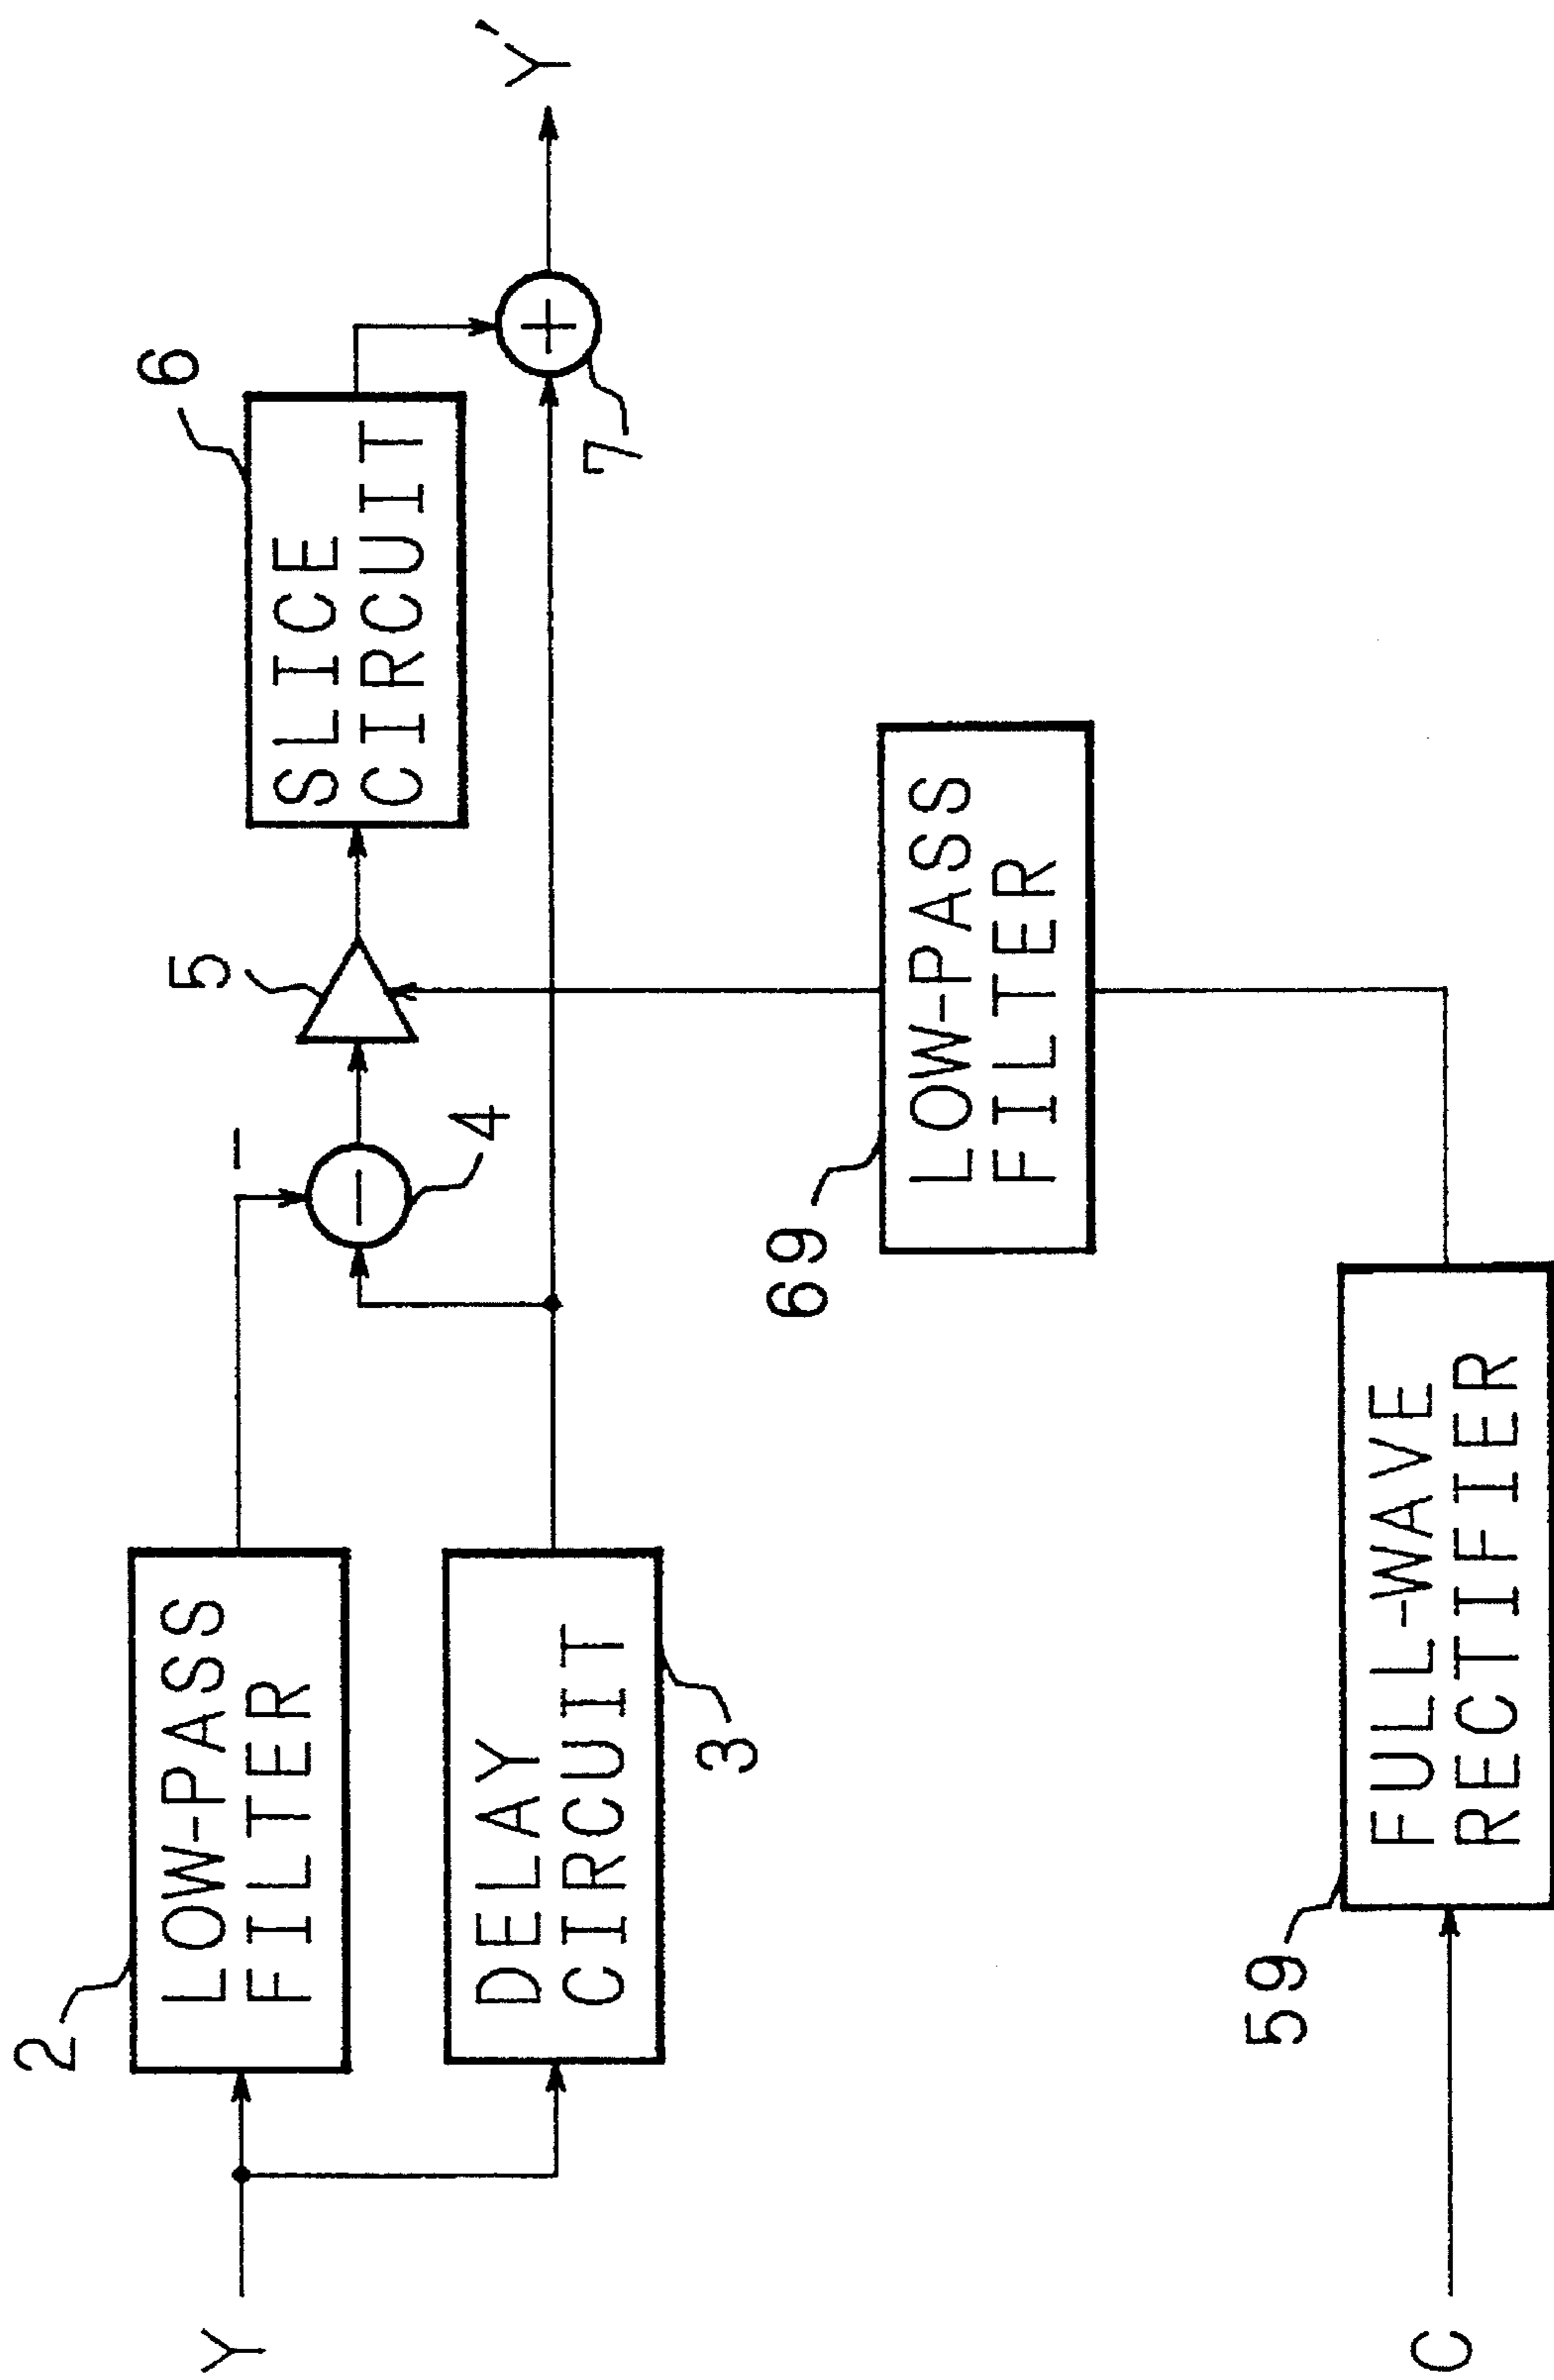 Y
2
LOW-PASS
FILTER
DELAY
CIRCUIT
3
−
−
4
5
6
SLICE
CIRCUIT
+
7
Y'
69
LOW-PASS
FILTER
C
59
FULL-WAVE
RECTIFIER